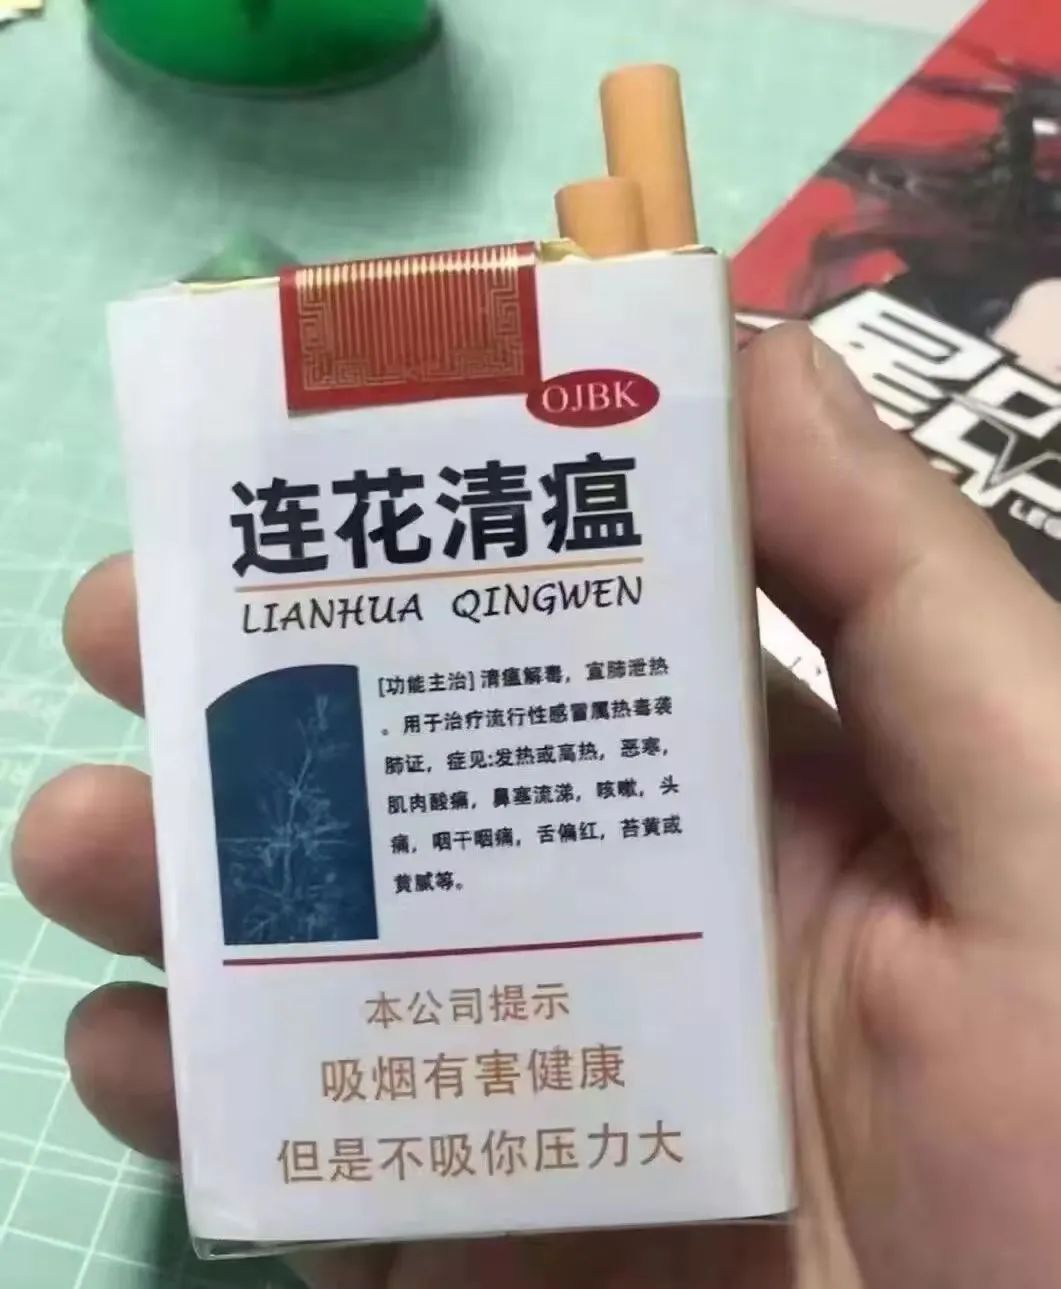 OJBK
连花清瘟
LIANHUA QINGWEN
[功能主治] 清瘟解毒，宣肺泄热
。用于治疗流行性感冒属热毒袭
肺证，症见:发热或高热，恶寒，
肌肉酸痛，鼻塞流涕，咳嗽，头
痛，咽干咽痛，舌偏红，苔黄或
黄腻等。
本公司提示
吸烟有害健康
但是不吸你压力大